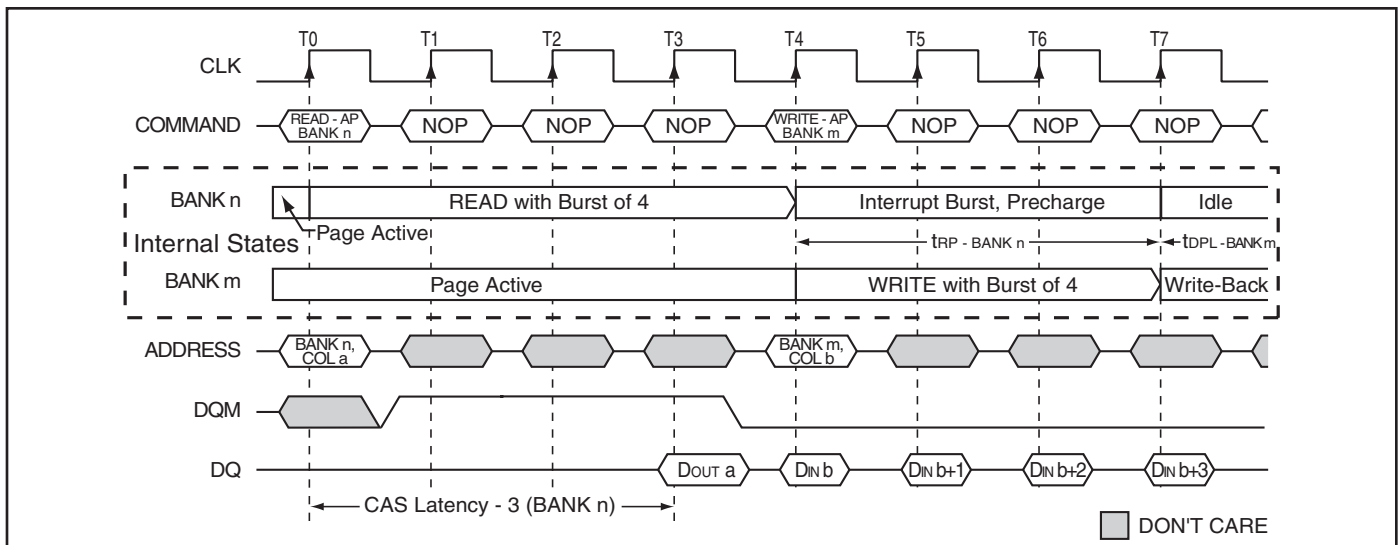 T0 T1 T2 T3 T4 T5 T6 T7
CLK
COMMAND READ - AP BANK n NOP NOP NOP WRITE - AP BANK m NOP NOP NOP
BANK n READ with Burst of 4 Interrupt Burst, Precharge Idle
Internal States Page Active tRP - BANK n tDPL - BANK m
BANK m Page Active WRITE with Burst of 4 Write-Back
ADDRESS BANK n, COL a BANK m, COL b
DQM
DQ DOUT a DIN b DIN b+1 DIN b+2 DIN b+3
CAS Latency - 3 (BANK n)
DON'T CARE